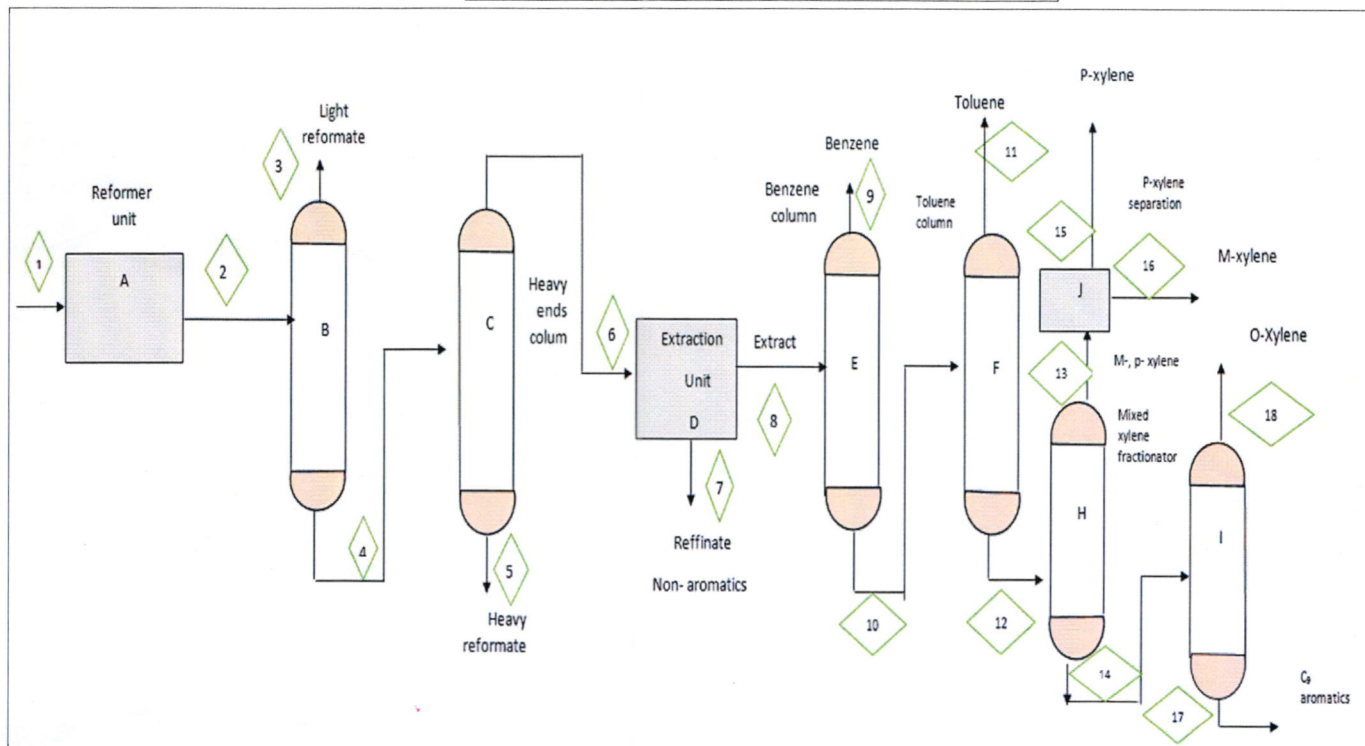 Reformer
unit
1
A
2
Light
reformate
3
B
4
C
5
Heavy
reformate
Heavy
ends
colum
6
Extraction
Unit
D
7
Reffinate
Non- aromatics
Extract
8
Benzene
Benzene
column
9
E
10
Toluene
11
Toluene
column
F
12
P-xylene
P-xylene
separation
15
16
M-xylene
J
M-, p- xylene
13
Mixed
xylene
fractionator
H
14
O-Xylene
18
I
17
C₉
aromatics